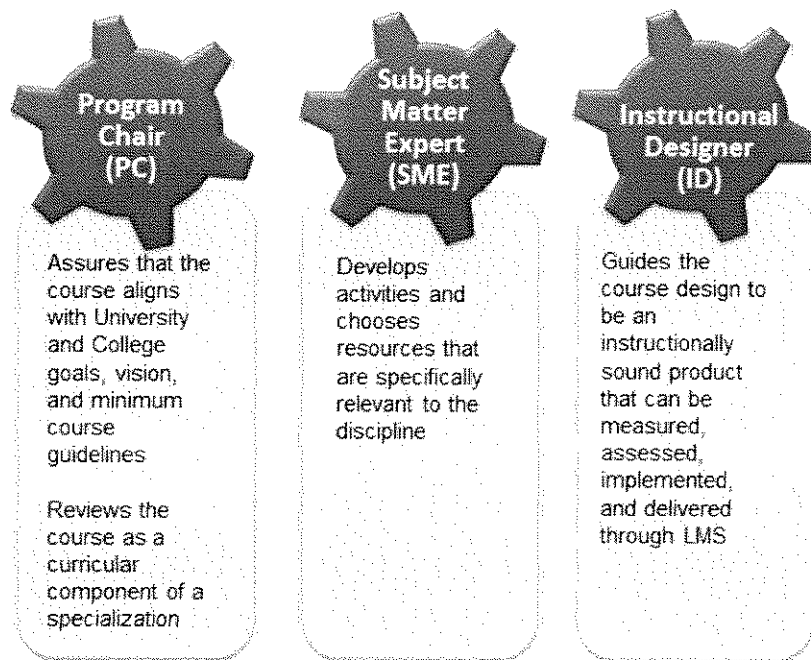 Program
Chair
(PC)
Assures that the
course aligns
with University
and College
goals, vision,
and minimum
course
guidelines
Reviews the
course as a
curricular
component of a
specialization
Subject
Matter
Expert
(SME)
Develops
activities and
chooses
resources that
are specifically
relevant to the
discipline
Instructional
Designer
(ID)
Guides the
course design to
be an
instructionally
sound product
that can be
measured,
assessed,
implemented,
and delivered
through LMS